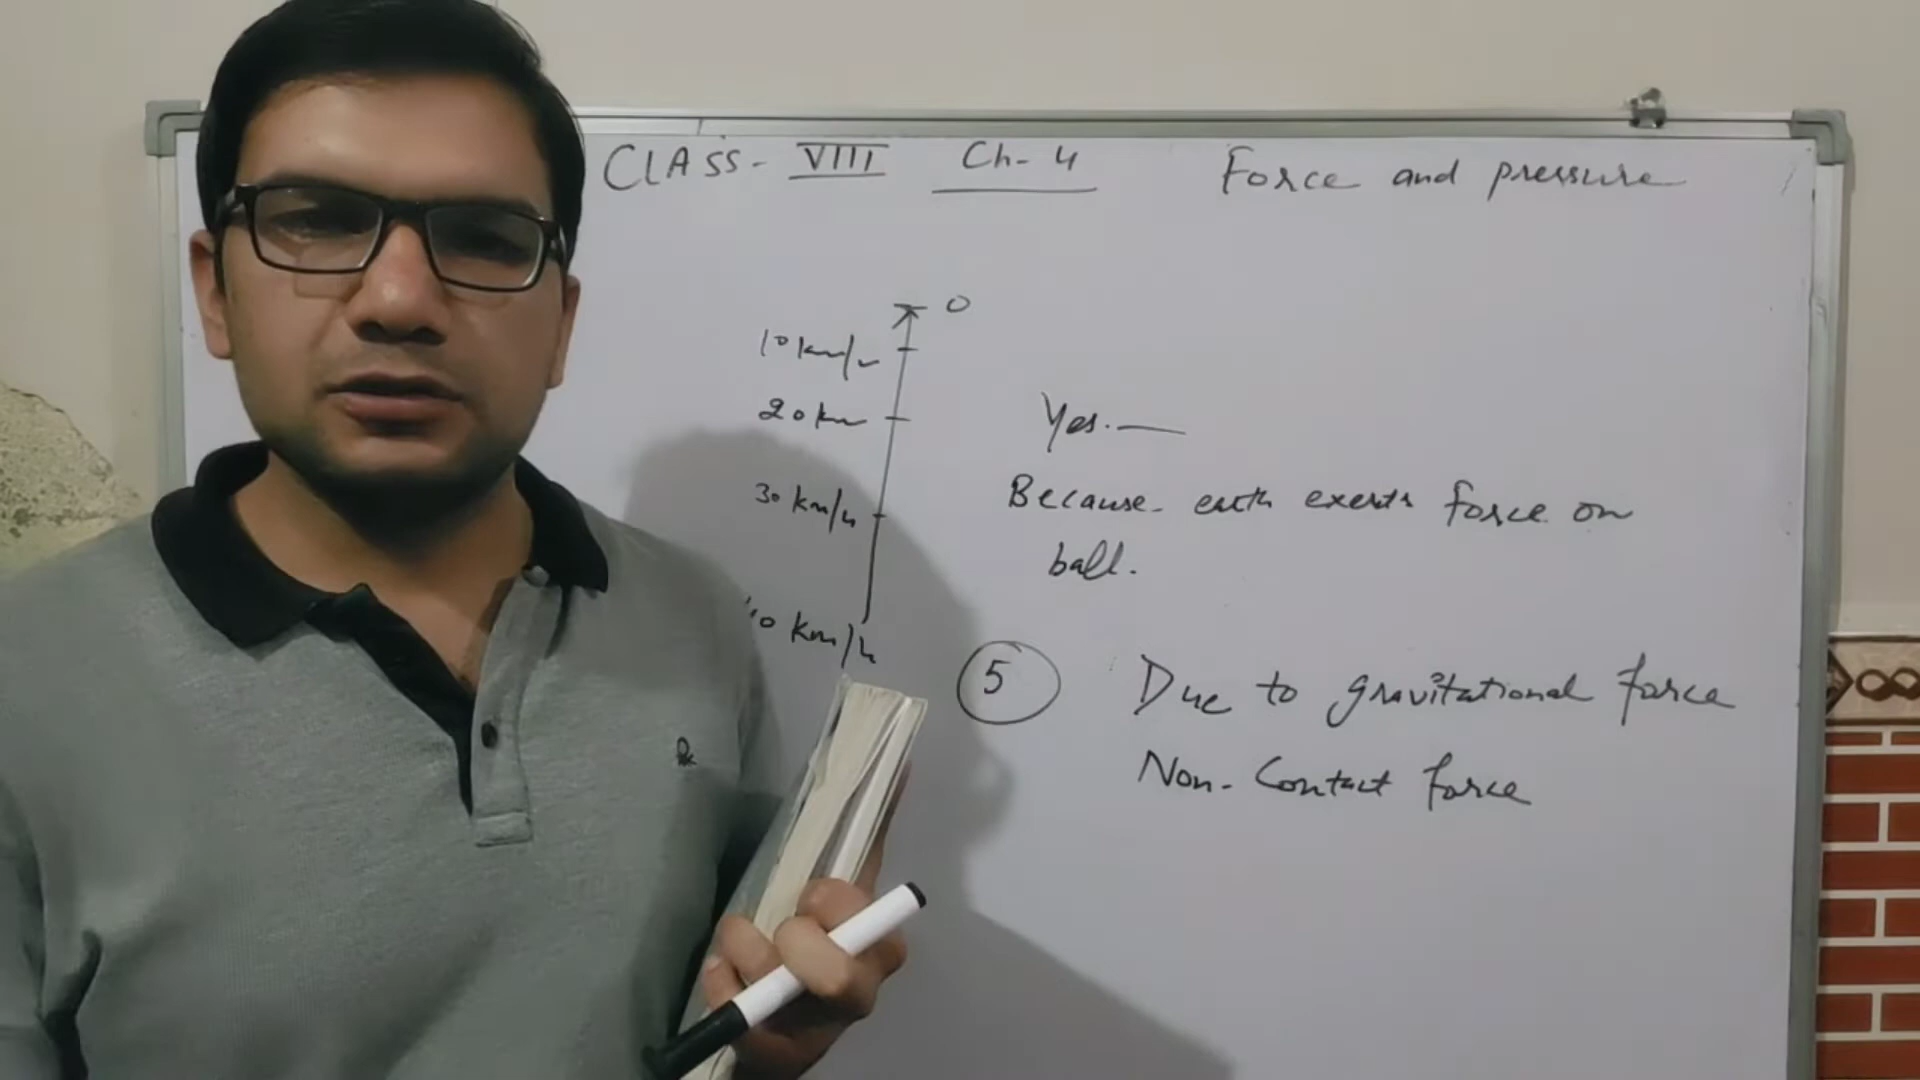 CLASS- VIII Ch- 4 Force and pressure
0
10 km/
20 km
30 km/h
40 km/h
Yes.
Because earth exerts force on
ball.
5 Due to gravitational force
Non- Contact force